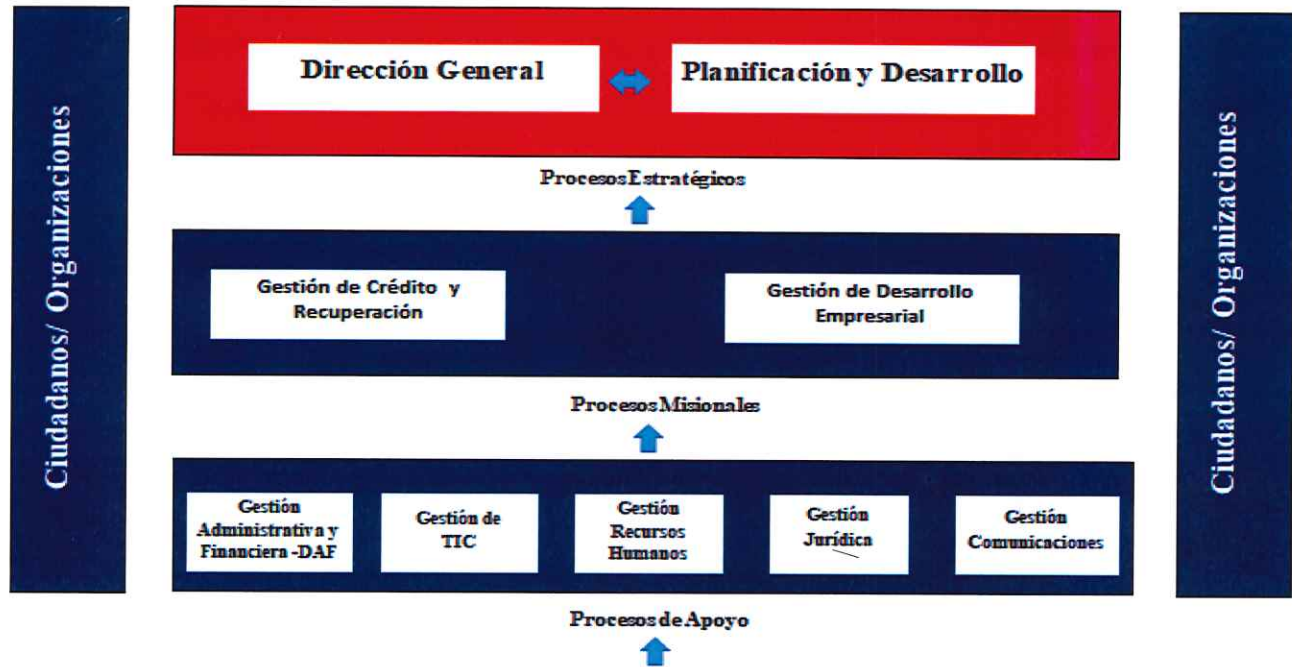 Ciudadanos/ Organizaciones
Dirección General
Planificación y Desarrollo
Procesos Estratégicos
Gestión de Crédito y
Recuperación
Gestión de Desarrollo
Empresarial
Procesos Misionales
Gestión
Administrativa y
Financiera -DAF
Gestión de
TIC
Gestión
Recursos
Humanos
Gestión
Jurídica
Gestión
Comunicaciones
Procesos de Apoyo
Ciudadanos/ Organizaciones